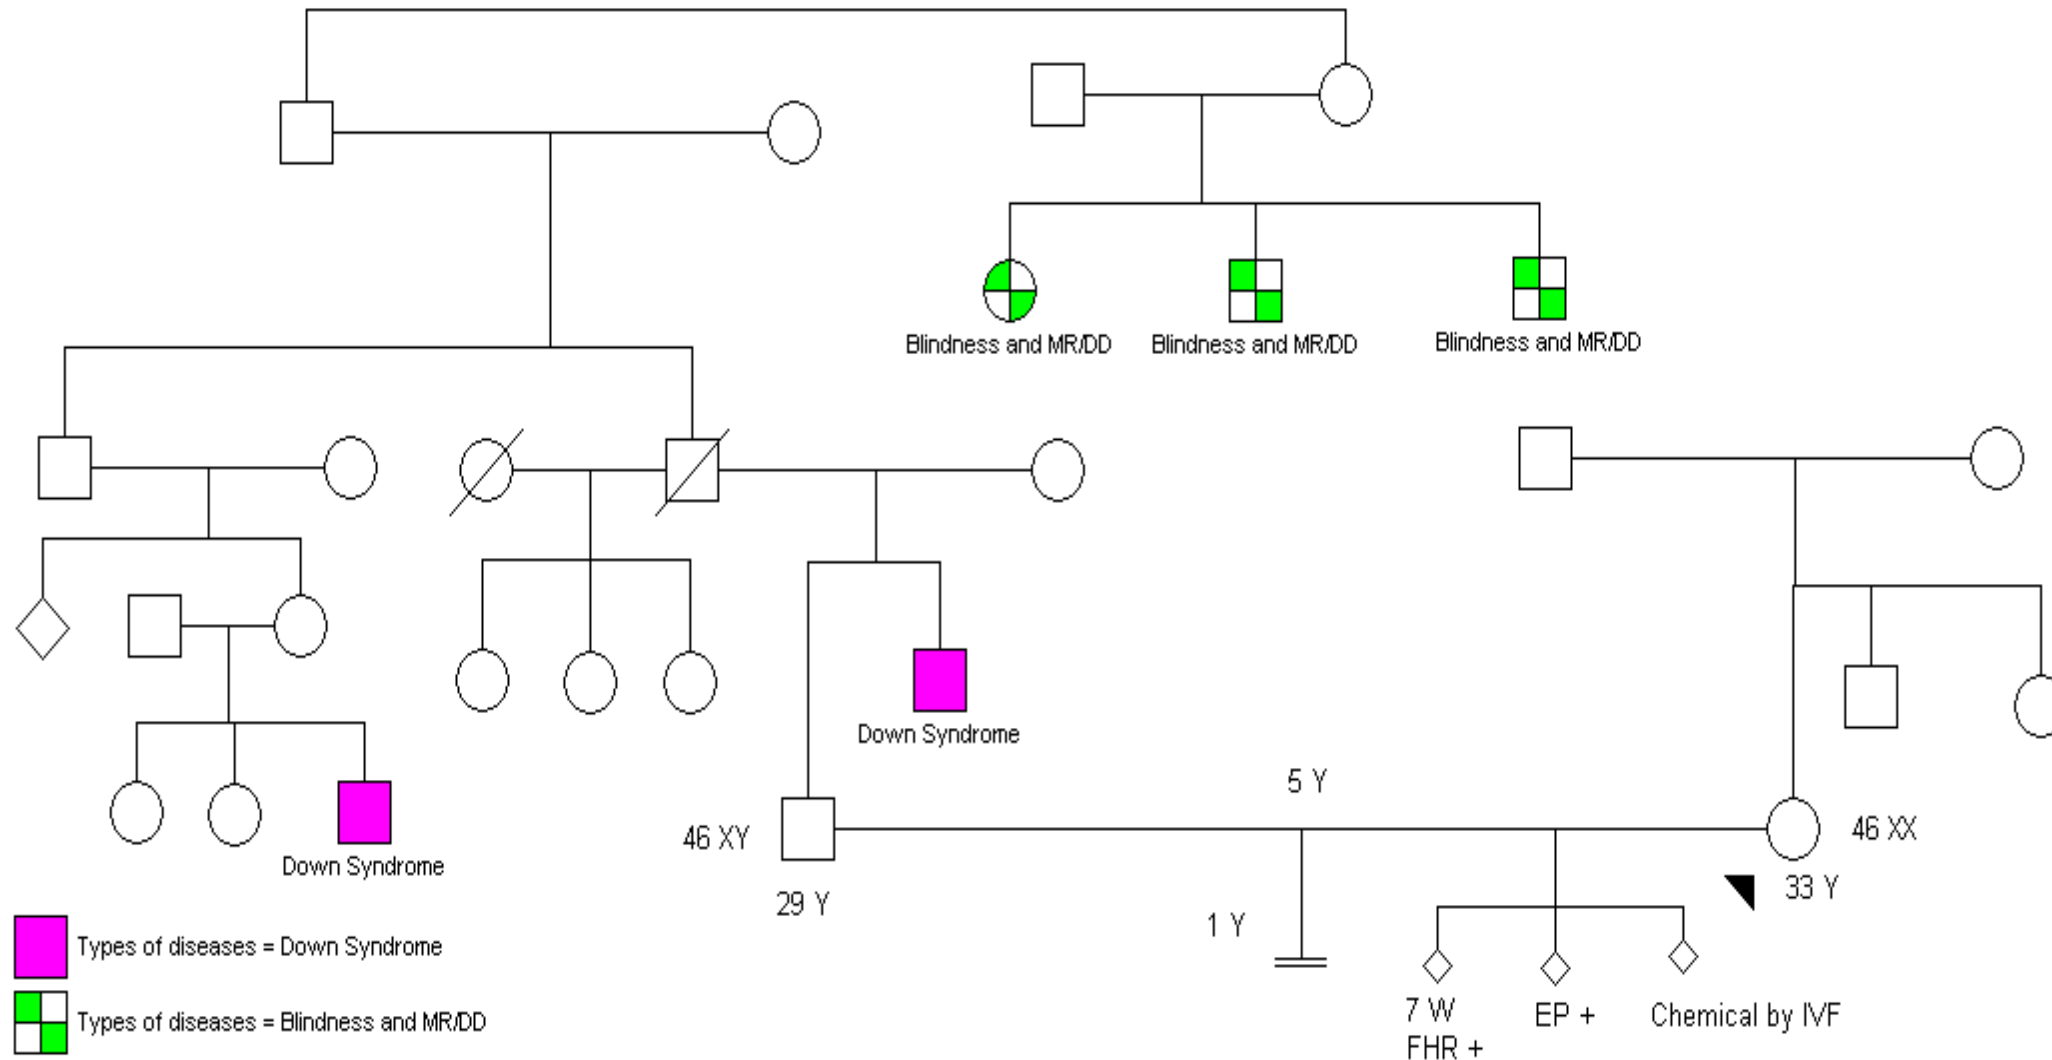 Blindness and MR/DD
Blindness and MR/DD
Blindness and MR/DD
Down Syndrome
5 Y
46 XY
46 XX
Down Syndrome
29 Y
33 Y
1 Y
Types of diseases = Down Syndrome
7 W
FHR +
EP +
Chemical by IVF
Types of diseases = Blindness and MR/DD